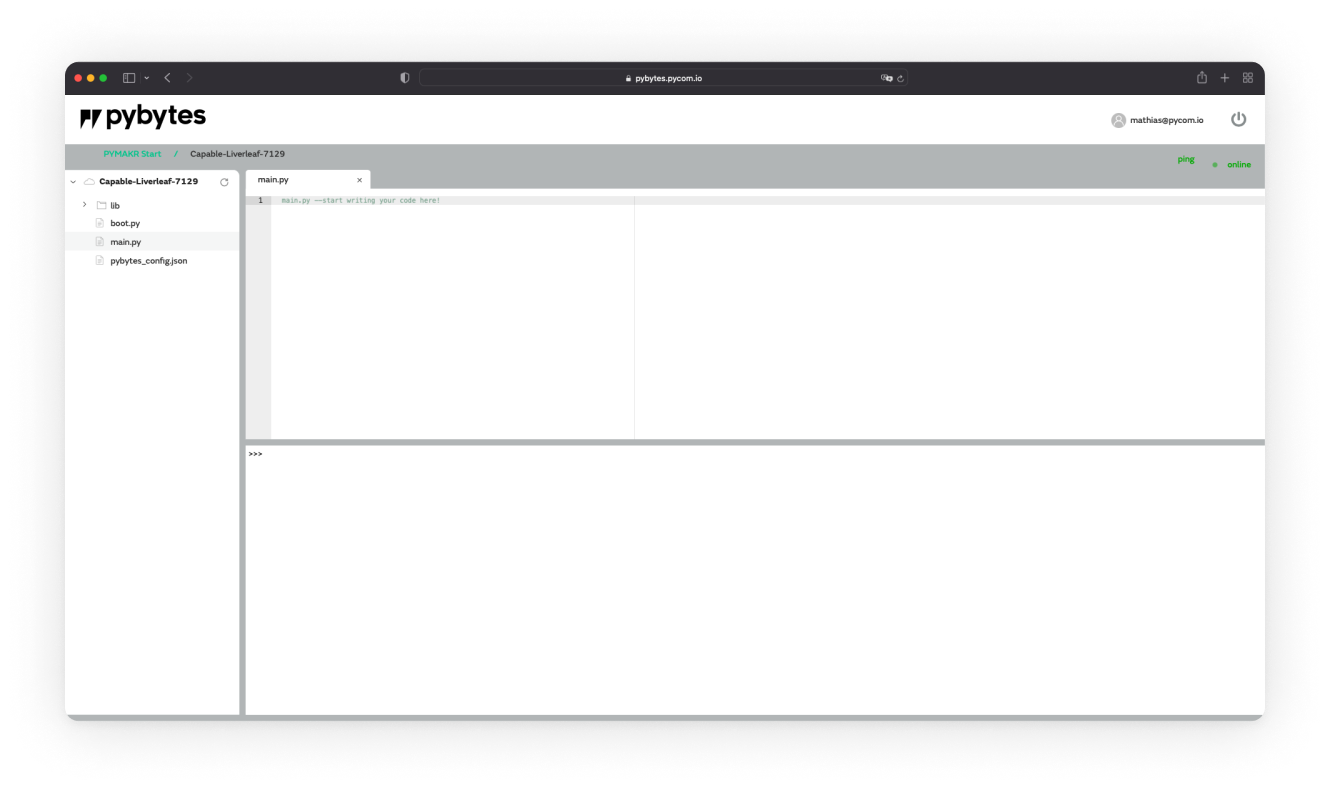 pybytes.pycom.io
pybytes
mathias@pycom.io
PYMAKR Start / Capable-Liverleaf-7129
ping online
Capable-Liverleaf-7129
lib
boot.py
main.py
pybytes_config.json
main.py ×
1 main.py --start writing your code here!
>>>